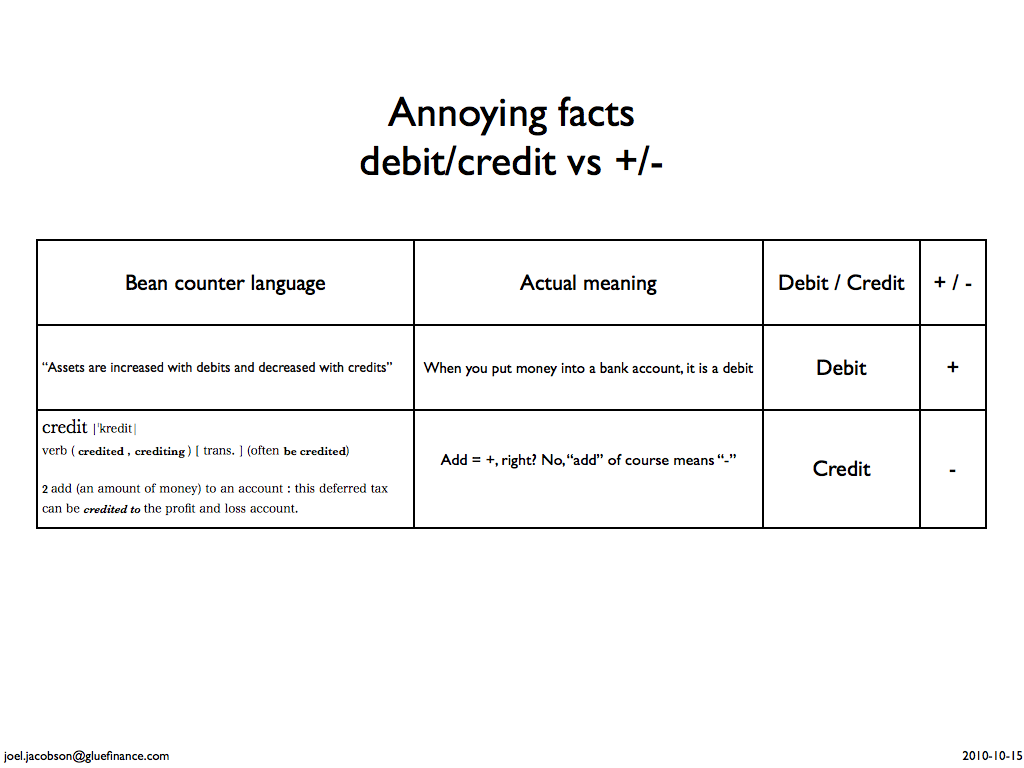 Annoying facts
debit/credit vs +/-
Bean counter language
Actual meaning
Debit / Credit
+ / -
“Assets are increased with debits and decreased with credits”
When you put money into a bank account, it is a debit
Debit
+
credit |ˈkredit|
verb ( credited , crediting ) [ trans. ] (often be credited)
2 add (an amount of money) to an account : this deferred tax
can be credited to the profit and loss account.
Add = +, right? No, “add” of course means “-”
Credit
-
joel.jacobson@gluefinance.com
2010-10-15